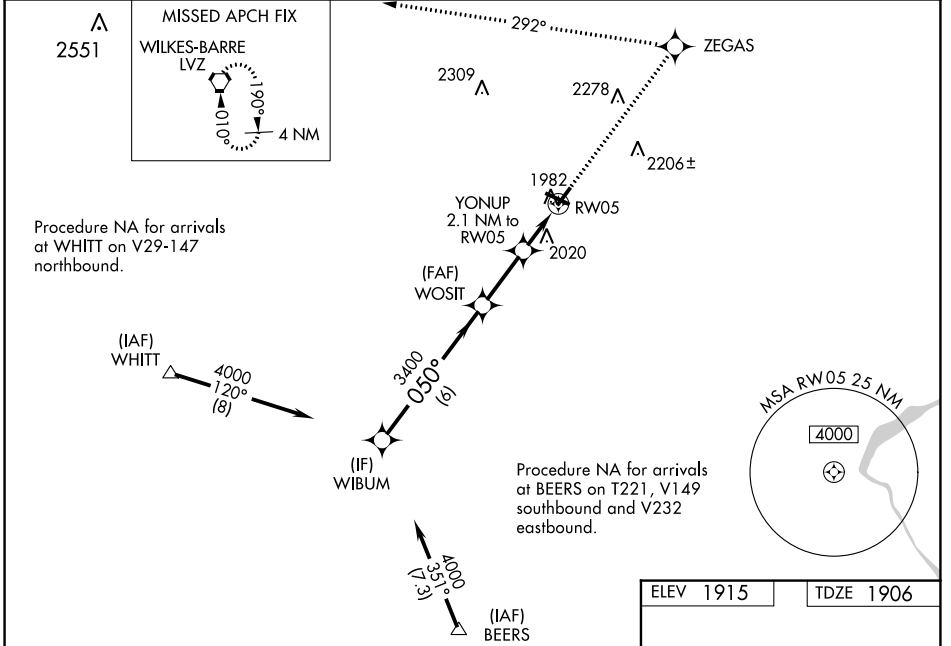 MISSED APCH FIX
WILKES-BARRE
LVZ
190°
010°
4 NM
2551
292°
ZEGAS
2309
2278
2206±
1982
RW05
YONUP
2.1 NM to
RW05
2020
Procedure NA for arrivals
at WHITT on V29-147
northbound.
(FAF)
WOSIT
(IAF)
WHITT
4000
120°
(8)
3400
050°
(6)
(IF)
WIBUM
MSA RW05 25 NM
4000
Procedure NA for arrivals
at BEERS on T221, V149
southbound and V232
eastbound.
4000
351°
(7.3)
(IAF)
BEERS
ELEV 1915
TDZE 1906